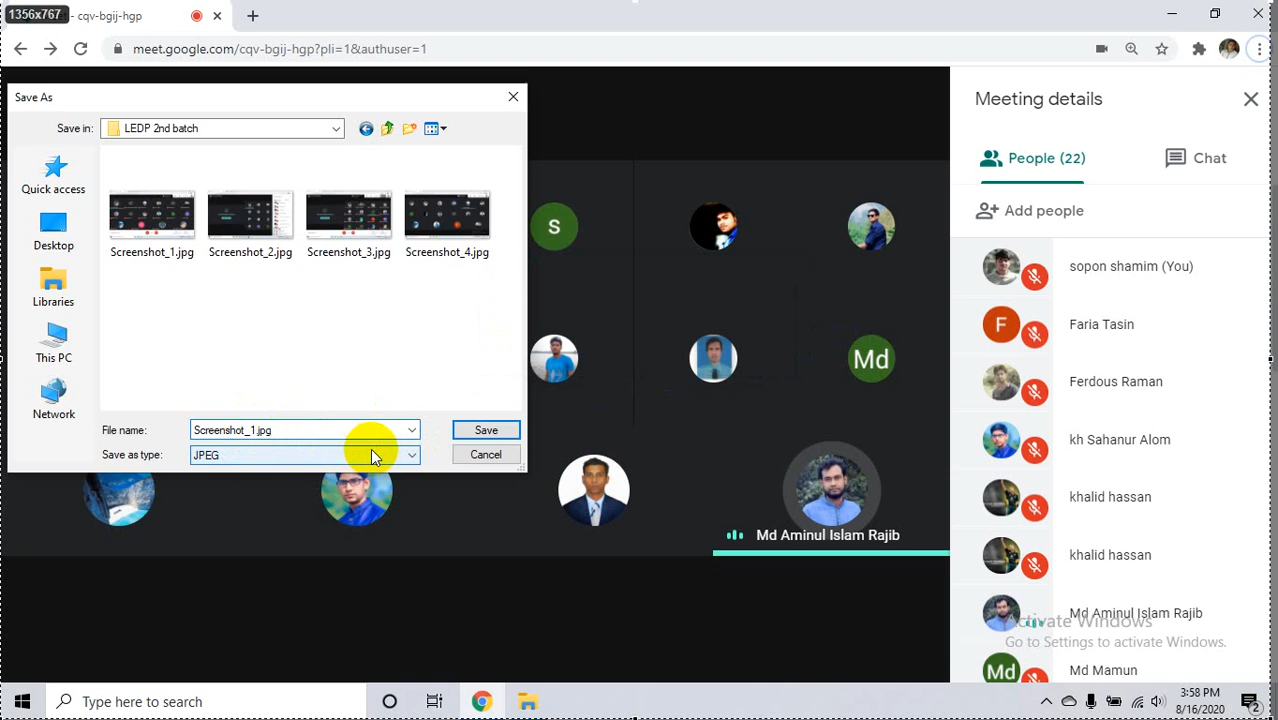 1356x767
- cqv-bgij-hgp
meet.google.com/cqv-bgij-hgp?pli=1&authuser=1
Save As
Save in:
LEDP 2nd batch
Quick access
Desktop
Libraries
This PC
Network
Screenshot_1.jpg
Screenshot_2.jpg
Screenshot_3.jpg
Screenshot_4.jpg
File name:
Screenshot_1.jpg
Save
Save as type:
JPEG
Cancel
S
Md
Md Aminul Islam Rajib
Meeting details
People (22)
Chat
Add people
sopon shamim (You)
F
Faria Tasin
Ferdous Raman
kh Sahanur Alom
khalid hassan
khalid hassan
Md Aminul Islam Rajib
Activate Windows
Go to Settings to activate Windows.
Md
Md Mamun
Type here to search
3:58 PM
8/16/2020
2